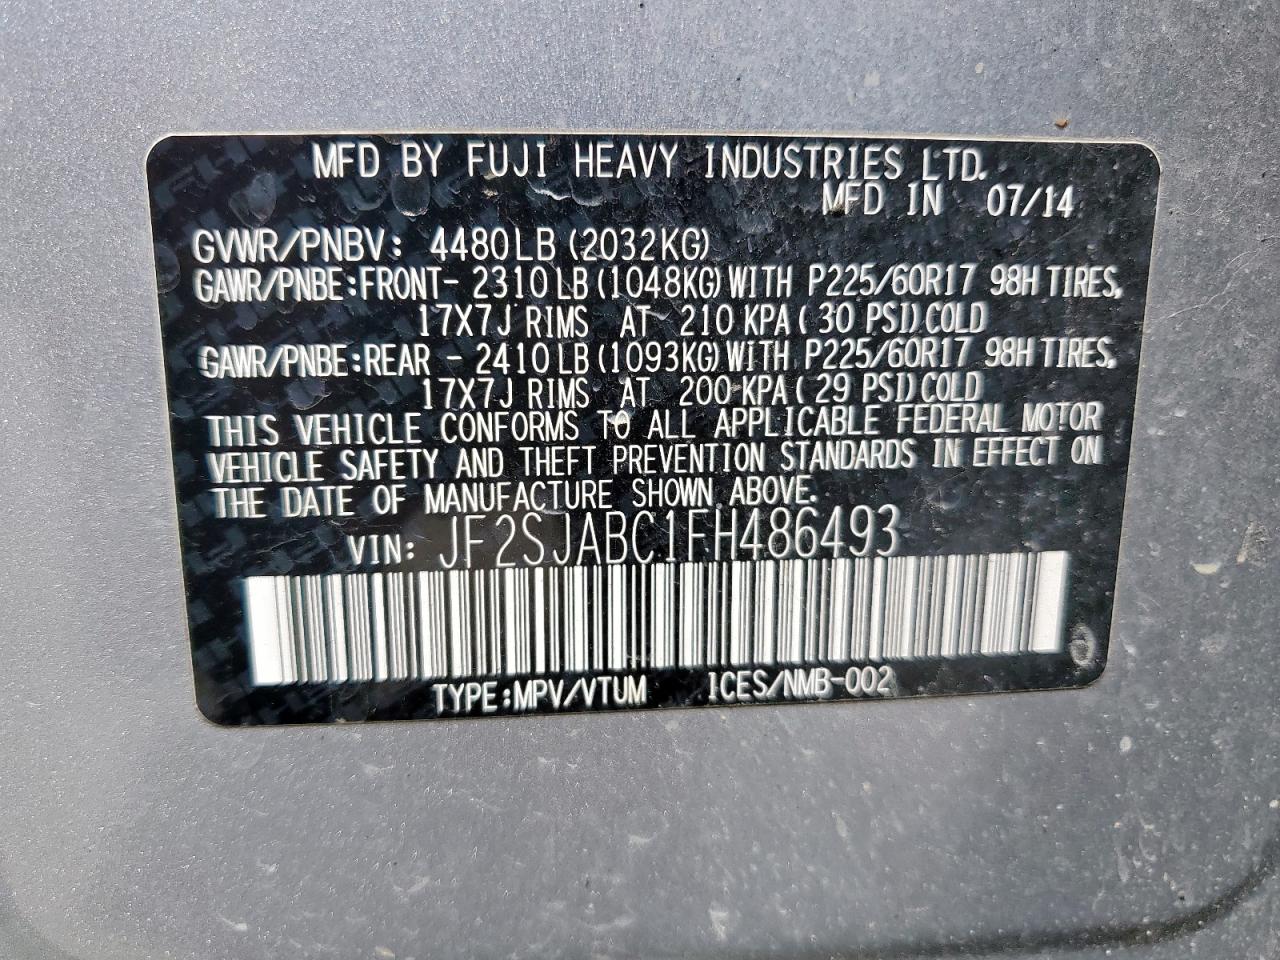 MFD BY FUJI HEAVY INDUSTRIES LTD.
MFD IN 07/14
GVWR/PNBV: 4480LB (2032KG)
GAWR/PNBE:FRONT- 2310LB (1048KG) WITH P225/60R17 98H TIRES,
17X7J RIMS AT 210 KPA ( 30 PSI) COLD
GAWR/PNBE:REAR - 2410LB (1093KG) WITH P225/60R17 98H TIRES,
17X7J RIMS AT 200 KPA ( 29 PSI) COLD
THIS VEHICLE CONFORMS TO ALL APPLICABLE FEDERAL MOTOR
VEHICLE SAFETY AND THEFT PREVENTION STANDARDS IN EFFECT ON
THE DATE OF MANUFACTURE SHOWN ABOVE.
VIN: JF2SJABC1FH486493
TYPE:MPV/VTUM ICES/NMB-002